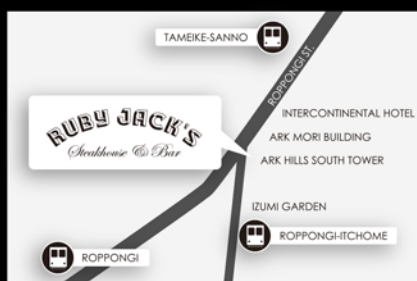 TAMEIKE-SANNO
ROPPONGI ST.
INTERCONTINENTAL HOTEL
RUBY JACK'S
Steakhouse & Bar
ARK MORI BUILDING
ARK HILLS SOUTH TOWER
IZUMI GARDEN
ROPPONGI-ITCHOME
ROPPONGI